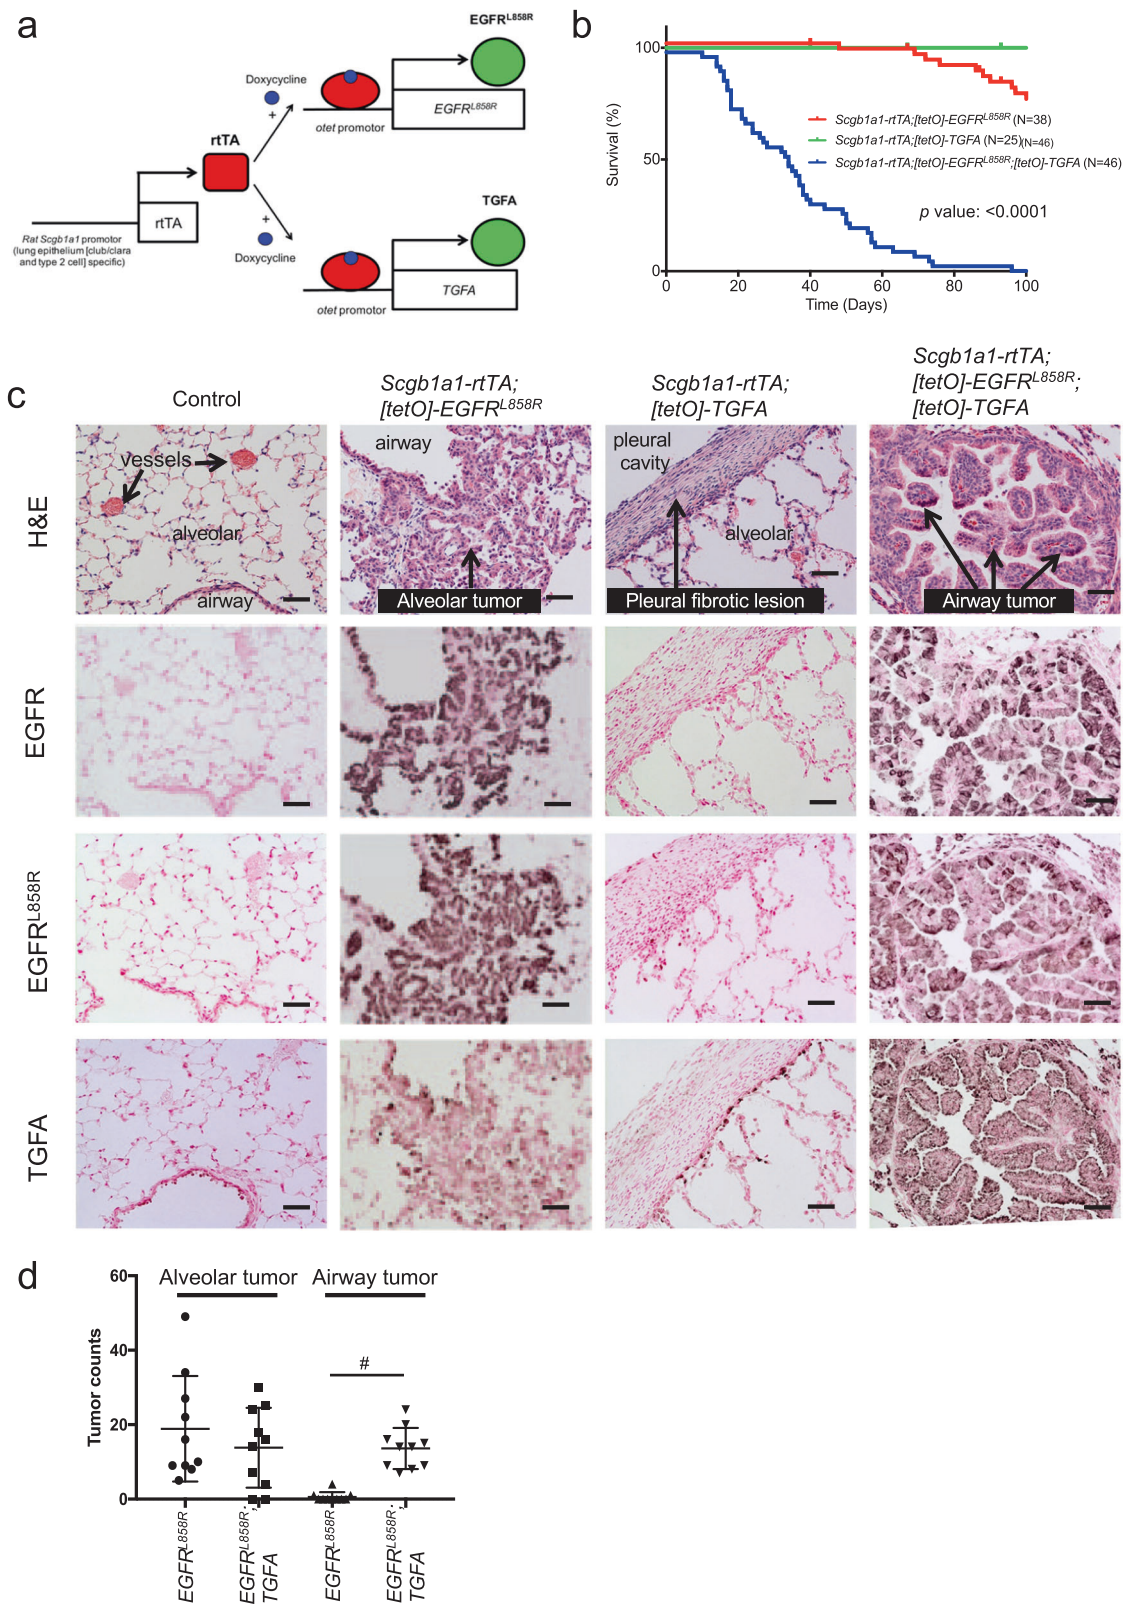 a
EGFR^L858R
Doxycycline
+
EGFR^L858R
otet promotor
rtTA
rtTA
TGFA
+
Doxycycline
Rat Scgb1a1 promotor
(lung epithelium [club/clara
and type 2 cell] specific)
TGFA
otet promotor
b
100
50
0
Survival (%)
0 20 40 60 80 100
Time (Days)
Scgb1a1-rtTA;[tetO]-EGFR^L858R (N=38)
Scgb1a1-rtTA;[tetO]-TGFA (N=25)(N=46)
Scgb1a1-rtTA;[tetO]-EGFR^L858R;[tetO]-TGFA (N=46)
p value: <0.0001
c
Control
Scgb1a1-rtTA;
[tetO]-EGFR^L858R
Scgb1a1-rtTA;
[tetO]-TGFA
Scgb1a1-rtTA;
[tetO]-EGFR^L858R;
[tetO]-TGFA
H&E
vessels
alveolar
airway
airway
Alveolar tumor
pleural
cavity
alveolar
Pleural fibrotic lesion
Airway tumor
EGFR
EGFR^L858R
TGFA
d
Alveolar tumor
Airway tumor
#
60
40
20
0
Tumor counts
EGFR^L858R
EGFR^L858R;
TGFA
EGFR^L858R
EGFR^L858R;
TGFA